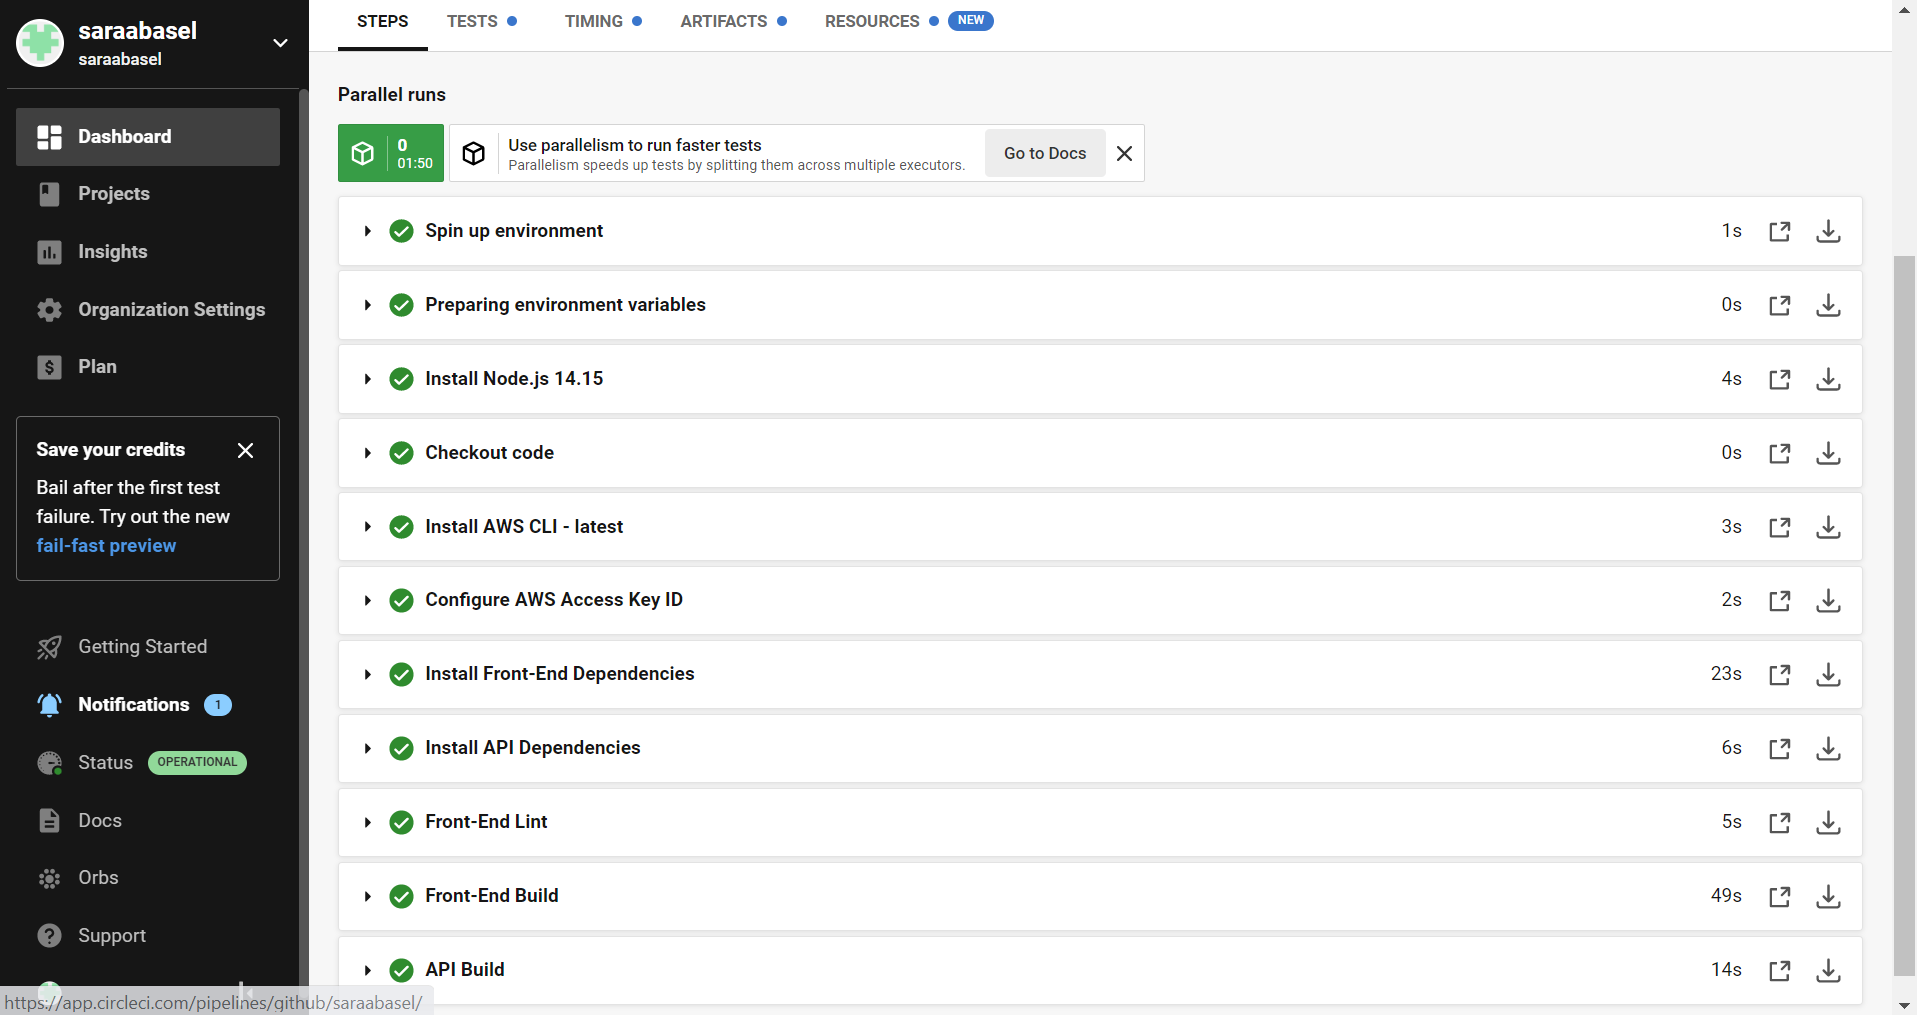 saraabasel
saraabasel
Dashboard
Projects
Insights
Organization Settings
Plan
Save your credits
Bail after the first test
failure. Try out the new
fail-fast preview
Getting Started
Notifications 1
Status OPERATIONAL
Docs
Orbs
Support
https://app.circleci.com/pipelines/github/saraabasel/
STEPS TESTS TIMING ARTIFACTS RESOURCES NEW
Parallel runs
0
01:50
Use parallelism to run faster tests
Parallelism speeds up tests by splitting them across multiple executors.
Go to Docs
Spin up environment 1s
Preparing environment variables 0s
Install Node.js 14.15 4s
Checkout code 0s
Install AWS CLI - latest 3s
Configure AWS Access Key ID 2s
Install Front-End Dependencies 23s
Install API Dependencies 6s
Front-End Lint 5s
Front-End Build 49s
API Build 14s